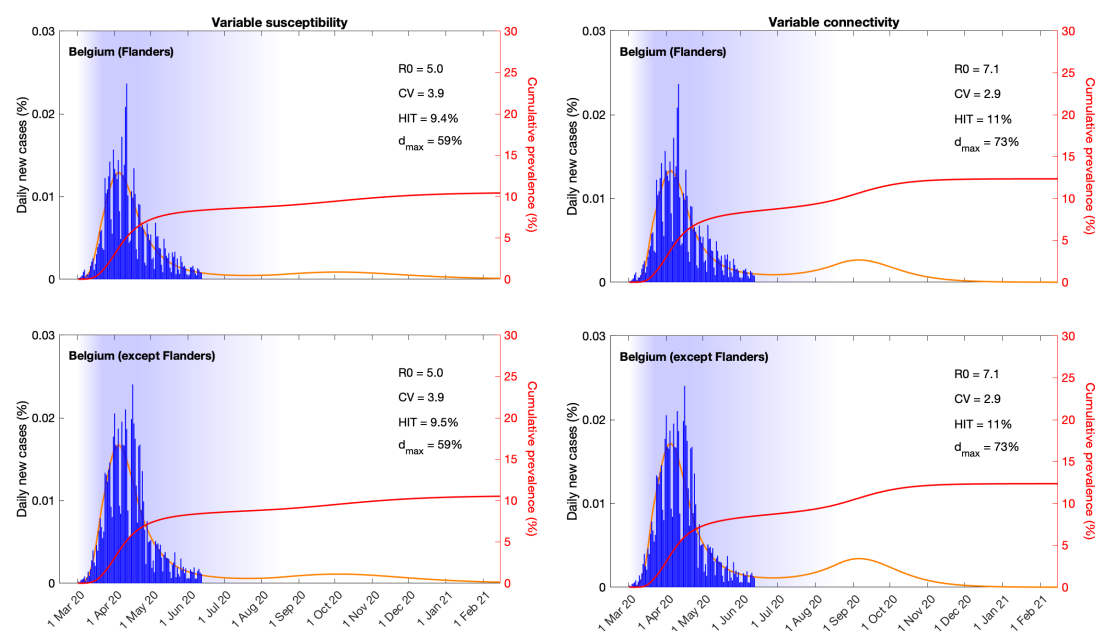 Variable susceptibility
0.03
0.02
0.01
0
Daily new cases (%)
Belgium (Flanders)
R0 = 5.0
CV = 3.9
HIT = 9.4%
dmax = 59%
30
25
20
15
10
5
0
Cumulative prevalence (%)
Variable connectivity
0.03
0.02
0.01
0
Daily new cases (%)
Belgium (Flanders)
R0 = 7.1
CV = 2.9
HIT = 11%
dmax = 73%
30
25
20
15
10
5
0
Cumulative prevalence (%)
0.03
0.02
0.01
0
Daily new cases (%)
Belgium (except Flanders)
R0 = 5.0
CV = 3.9
HIT = 9.5%
dmax = 59%
30
25
20
15
10
5
0
Cumulative prevalence (%)
1 Mar 20
1 Apr 20
1 May 20
1 Jun 20
1 Jul 20
1 Aug 20
1 Sep 20
1 Oct 20
1 Nov 20
1 Dec 20
1 Jan 21
1 Feb 21
0.03
0.02
0.01
0
Daily new cases (%)
Belgium (except Flanders)
R0 = 7.1
CV = 2.9
HIT = 11%
dmax = 73%
30
25
20
15
10
5
0
Cumulative prevalence (%)
1 Mar 20
1 Apr 20
1 May 20
1 Jun 20
1 Jul 20
1 Aug 20
1 Sep 20
1 Oct 20
1 Nov 20
1 Dec 20
1 Jan 21
1 Feb 21